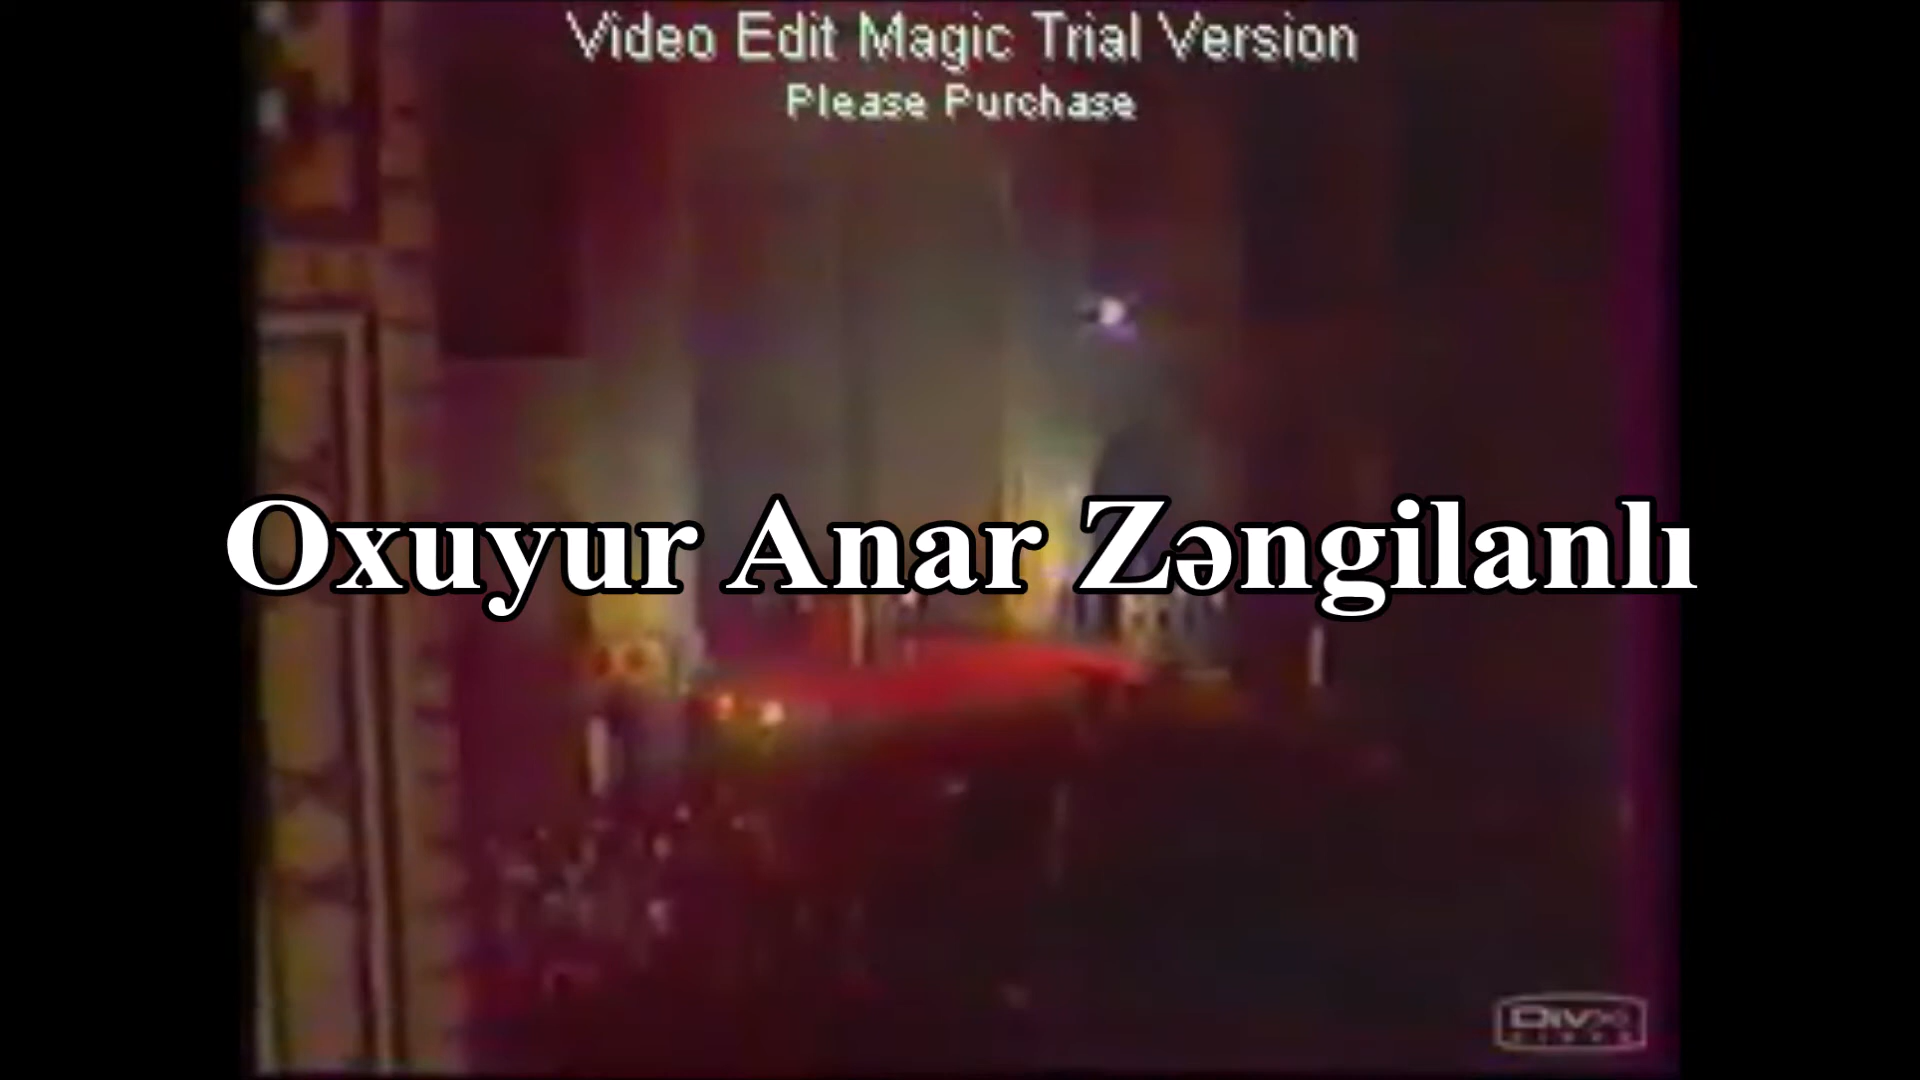 Video Edit Magic Trial Version
Please Purchase
Oxuyur Anar Zəngilanlı
DivX